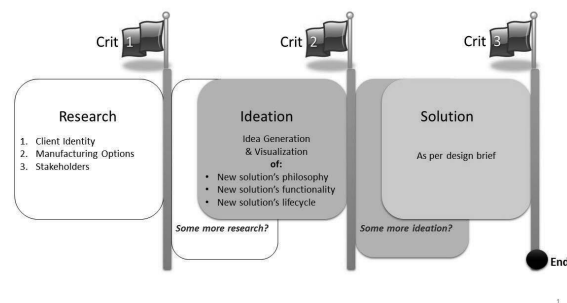 Crit 1
Crit 2
Crit 3
Research
1. Client Identity
2. Manufacturing Options
3. Stakeholders
Some more research?
Ideation
Idea Generation
& Visualization
of:
• New solution's philosophy
• New solution's functionality
• New solution's lifecycle
Some more ideation?
Solution
As per design brief
End
1